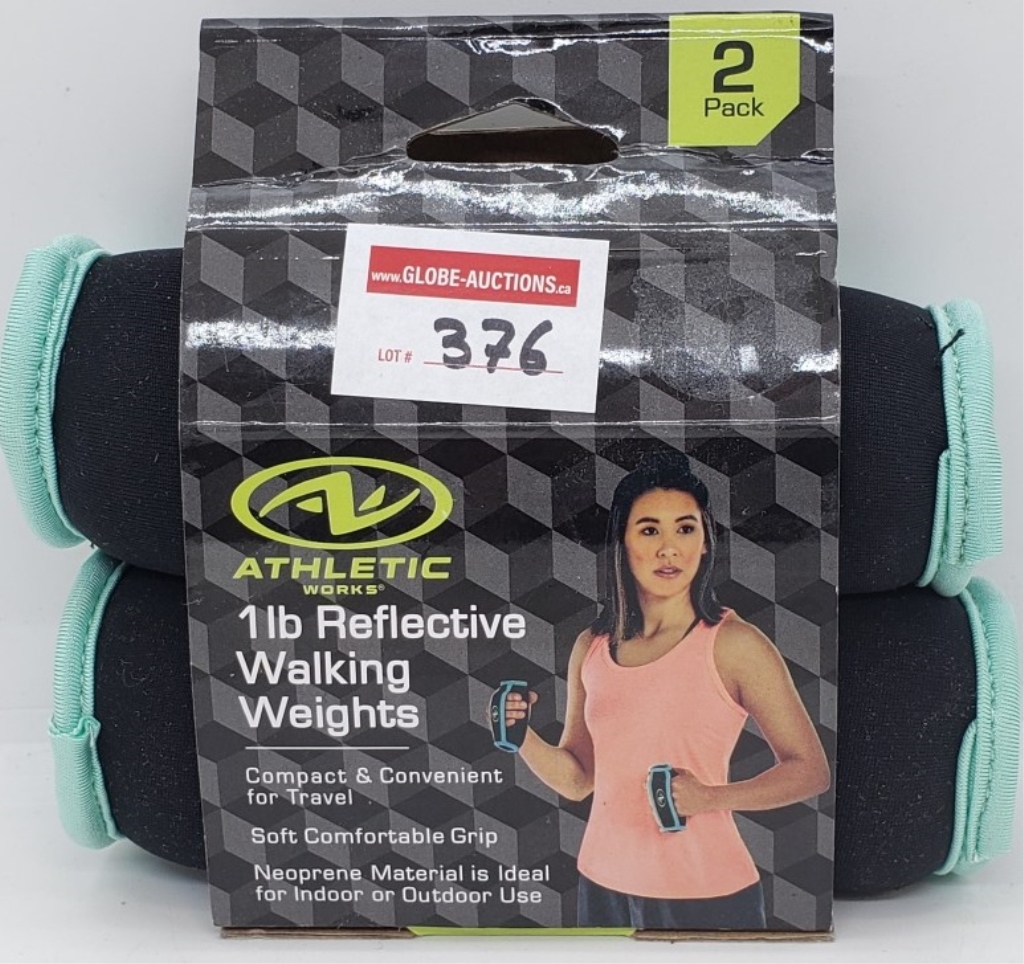 2
Pack
www.GLOBE-AUCTIONS.ca
LOT # 376
ATHLETIC
WORKS®
1lb Reflective
Walking
Weights
Compact & Convenient
for Travel
Soft Comfortable Grip
Neoprene Material is Ideal
for Indoor or Outdoor Use